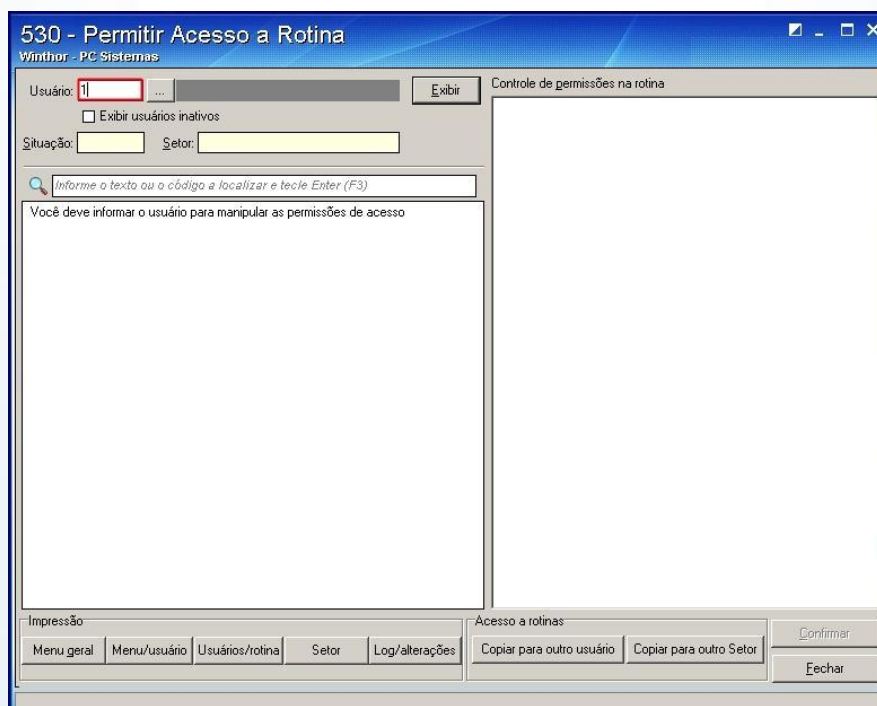 530 - Permitir Acesso a Rotina
Winthor - PC Sistemas
Usuário: 1 ... Exibir
Exibir usuários inativos
Situação: Setor:
Informe o texto ou o código a localizar e tecle Enter (F3)
Você deve informar o usuário para manipular as permissões de acesso
Controle de permissões na rotina
Impressão
Menu geral Menu/usuário Usuários/rotina Setor Log/alterações
Acesso a rotinas
Copiar para outro usuário Copiar para outro Setor
Confirmar
Fechar